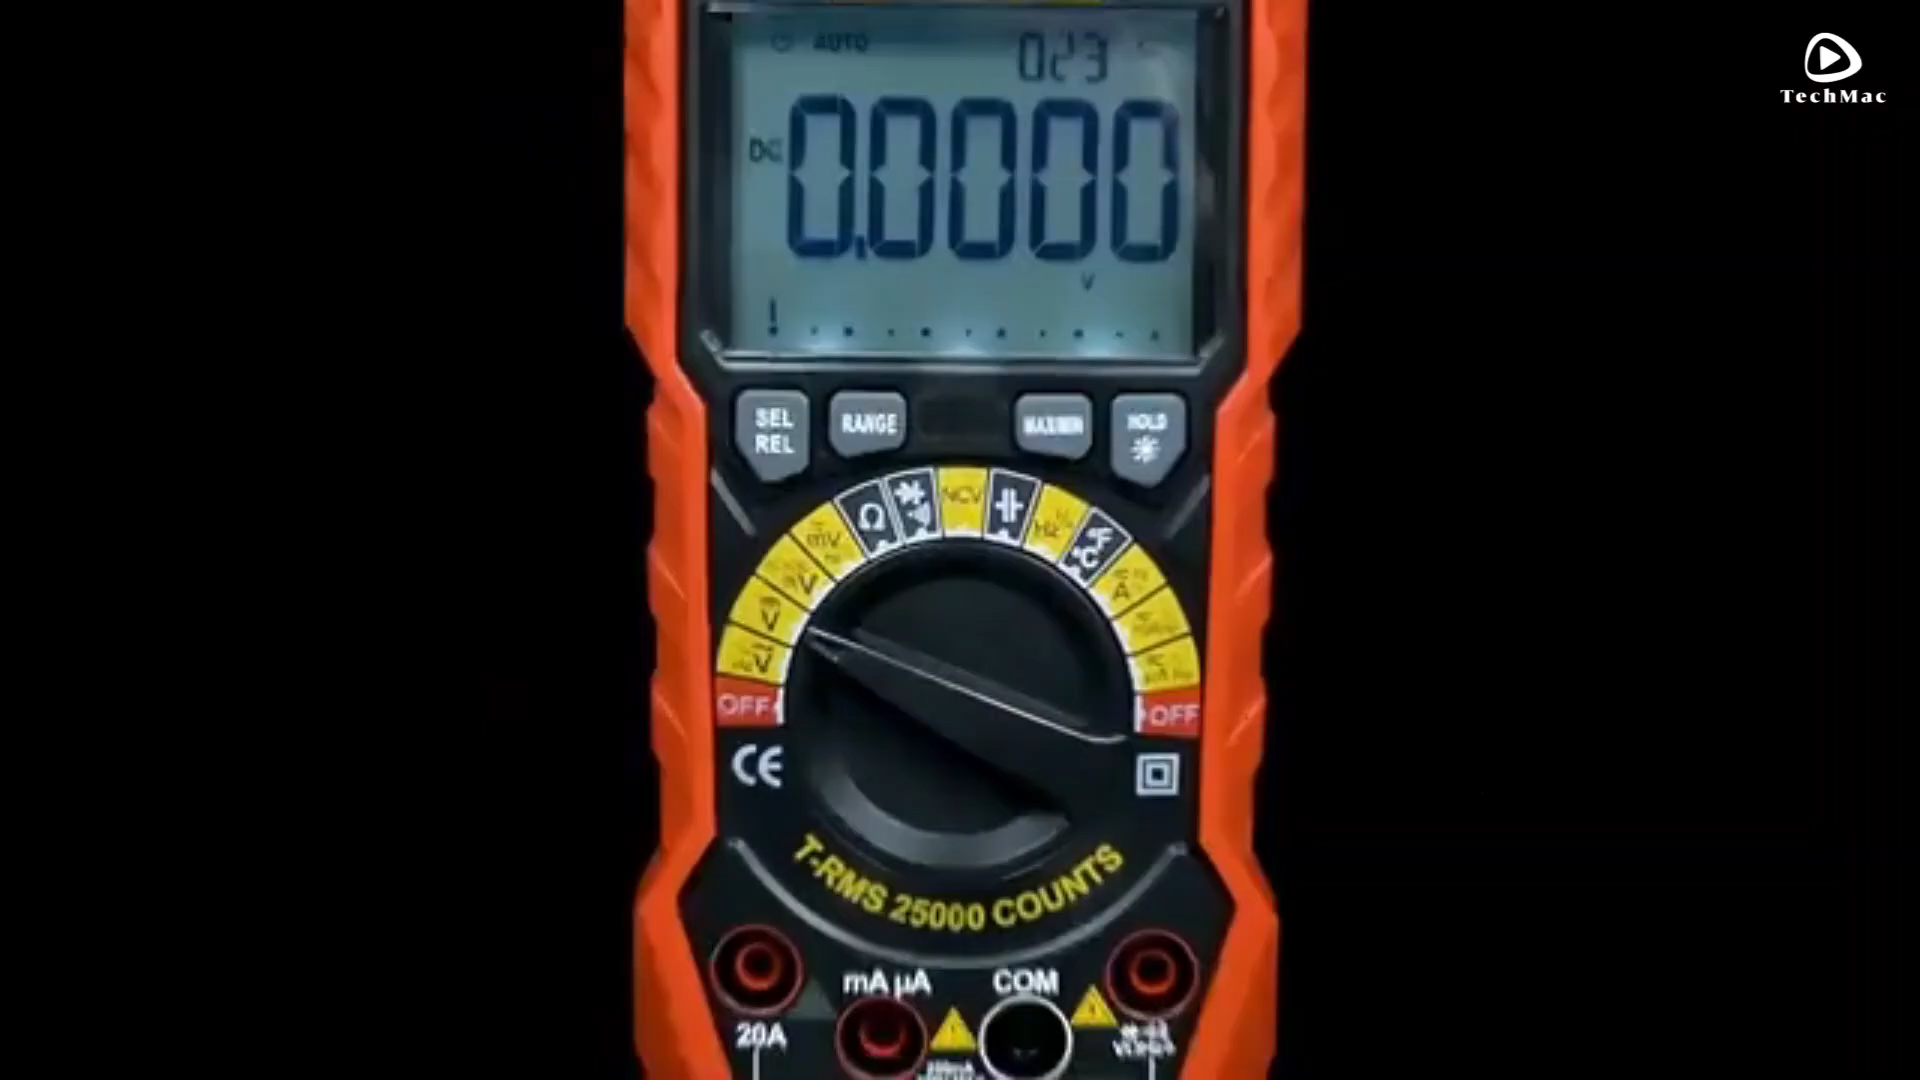 TechMac
AUTO
023
DC
0.0000
V
SEL
REL
RANGE
MAX/MIN
HOLD
mV
V
V
V
Ω
NCV
Hz
°F
°C
A
OFF
OFF
CE
T-RMS 25000 COUNTS
mA µA
COM
20A